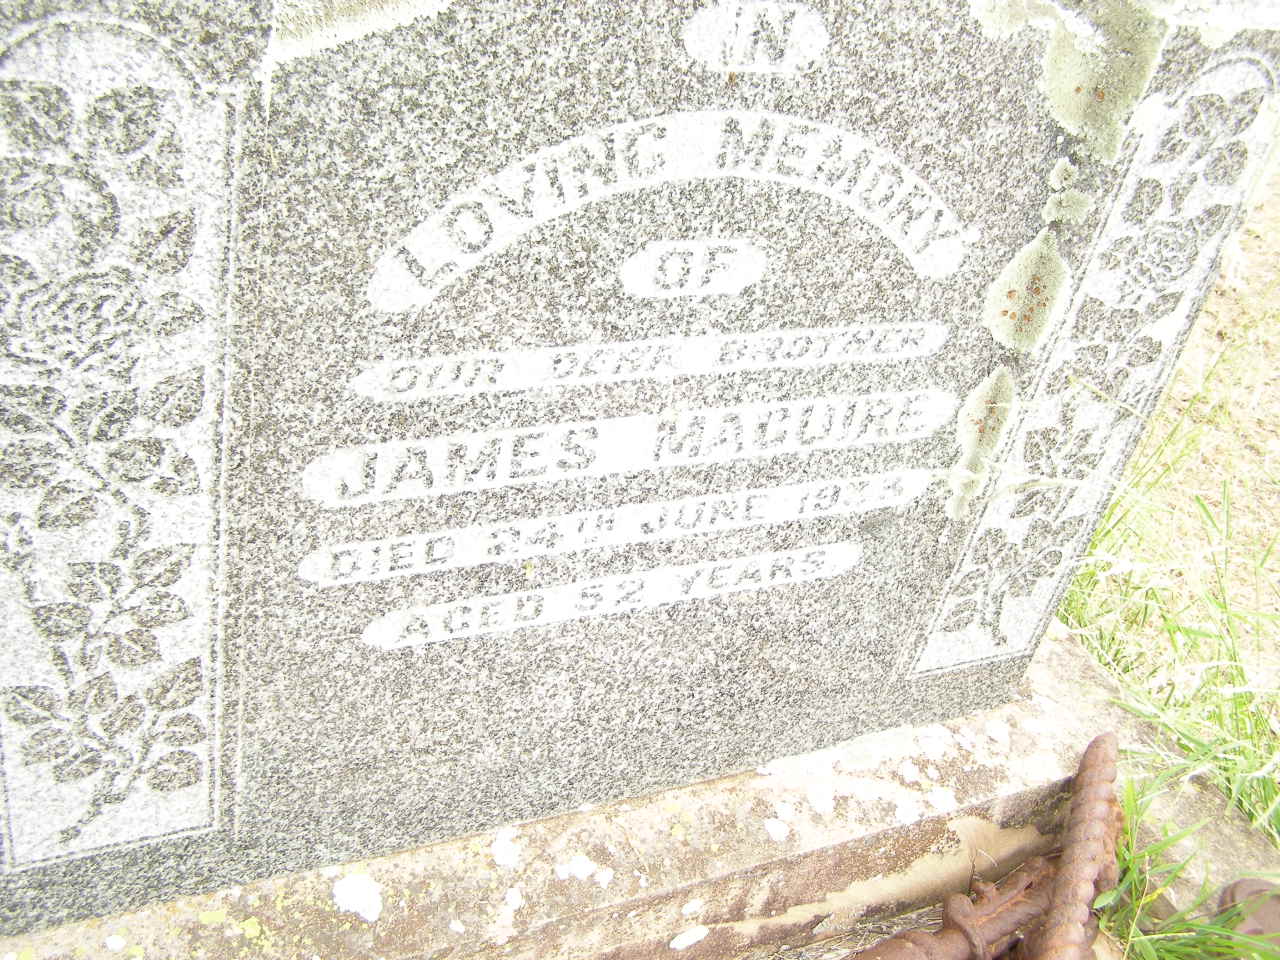 IN
LOVING MEMORY
OF
OUR DEAR BROTHER
JAMES MAGUIRE
DIED 24TH JUNE
AGED 52 YEARS